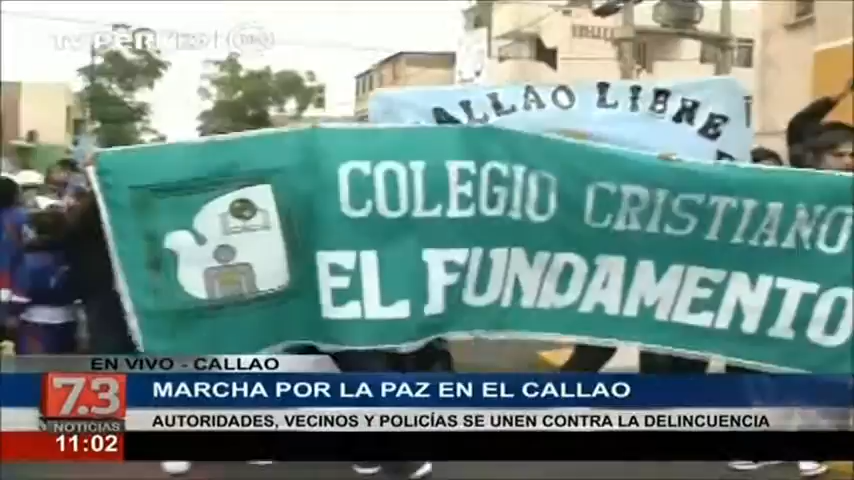 TV PERÚ
CALLAO LIBRE
COLEGIO CRISTIANO
EL FUNDAMENTO
EN VIVO - CALLAO
7.3
NOTICIAS
11:02
MARCHA POR LA PAZ EN EL CALLAO
AUTORIDADES, VECINOS Y POLICÍAS SE UNEN CONTRA LA DELINCUENCIA